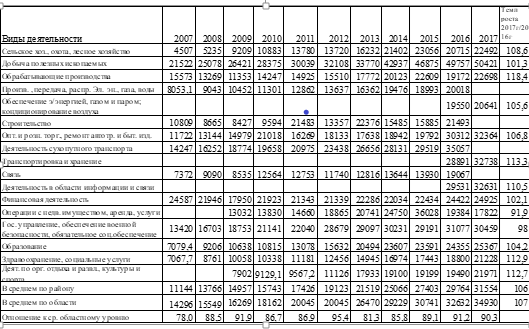 Виды деятельности 2007 2008 2009 2010 2011 2012 2013 2014 2015 2016 2017 Темп роста 2017г/2016г
Сельское хоз., охота, лесное хозяйство 4507 5235 9209 10883 13780 13720 16232 21402 23056 20715 22492 108,6
Добыча полезных ископаемых 21522 25078 26421 28375 30039 32108 33770 42937 46875 49757 50421 101,3
Обрабатывающие производства 15573 13269 11353 14247 14925 15510 17772 20123 22609 19172 22698 118,4
Произв., передача, распр. Эл. эн., газа, воды 8053,1 9043 10452 11301 12862 13637 16362 19476 18993 20018
Обеспечение э/энергией, газом и паром;
кондиционирование воздуха 19550 20641 105,6
Строительство 10809 8665 8427 9594 21483 13357 22376 15485 15885 21493
Опт. и розн. торг., ремонт автотр. и быт. изд. 11722 13144 14979 21018 16269 18133 17638 18942 19792 30312 32364 106,8
Деятельность сухопутного транспорта 14247 16252 18774 19658 20975 23438 26656 28131 29519 35057
Транспортировка и хранение 28891 32738 113,3
Связь 7372 9090 8535 12564 12753 11740 12816 13644 13930 19067
Деятельность в области информации и связи 29531 32631 110,5
Финансовая деятельность 24587 21946 17950 21923 21343 21339 22286 22034 22434 24422 24925 102,1
Операции с недв. имуществом, аренда, услуги 13032 13830 14660 18865 20741 24750 36028 19384 17822 91,9
Гос. управление, обеспечение военной
безопасности, обязательное соц.обеспечение 13420 16703 18753 21141 22040 28679 29097 30231 29191 31077 30459 98
Образование 7079,4 9206 10638 10815 13078 15632 20494 23607 23591 24355 25367 104,2
Здравоохранение, социальные услуги 7067,7 8761 10058 10338 11181 12456 14945 16974 17443 18800 21228 112,9
Деят. по орг. отдыха и развл., культуры и
спорта 7902 9129,1 9567,2 11126 17933 19100 19199 19490 21971 112,7
В среднем по району 11144 13766 14957 15743 17426 19123 21519 25066 27403 29764 31554 106
В среднем по области 14296 15549 16269 18162 20045 20045 26470 29229 30741 32632 34930 107
Отношение к ср. областному уровню 78,0 88,5 91,9 86,7 86,9 95,4 81,3 85,8 89,1 91,2 90,3